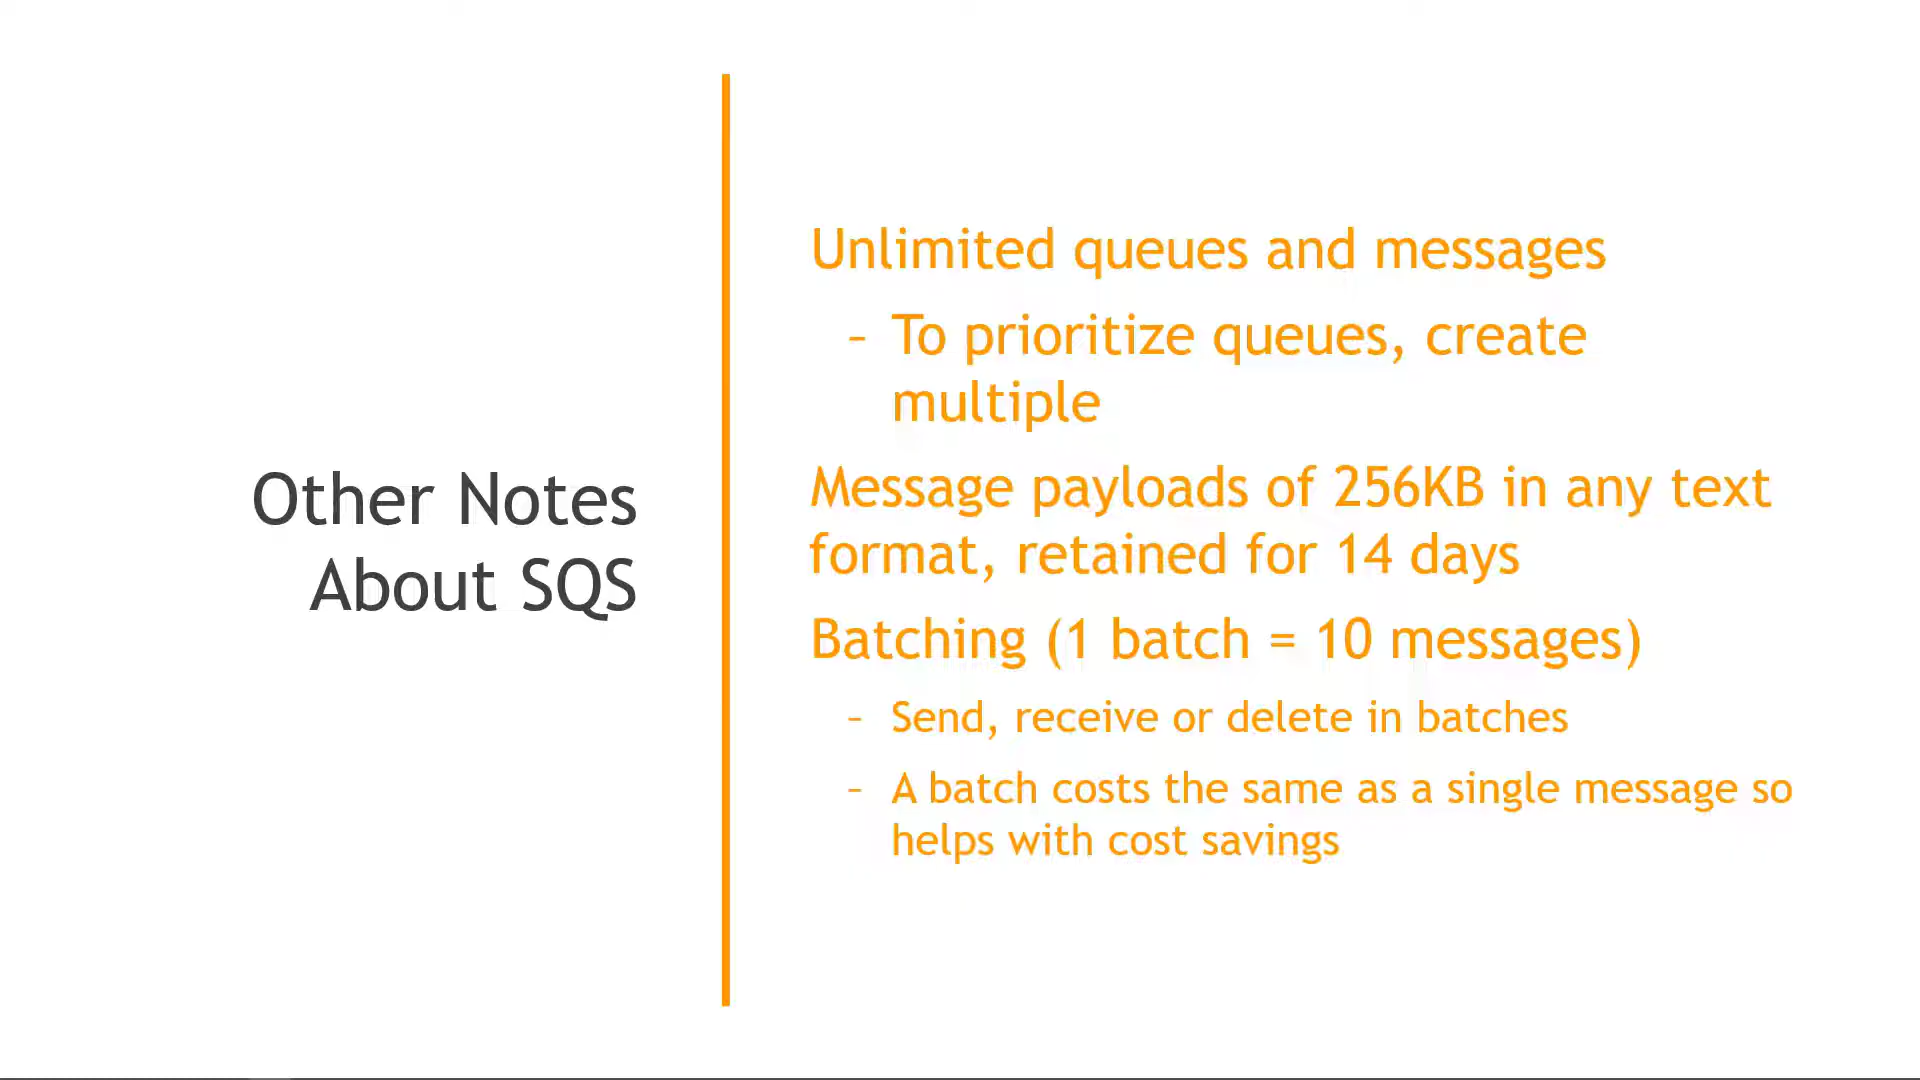 Other Notes
About SQS
Unlimited queues and messages
– To prioritize queues, create
multiple
Message payloads of 256KB in any text
format, retained for 14 days
Batching (1 batch = 10 messages)
– Send, receive or delete in batches
– A batch costs the same as a single message so
helps with cost savings